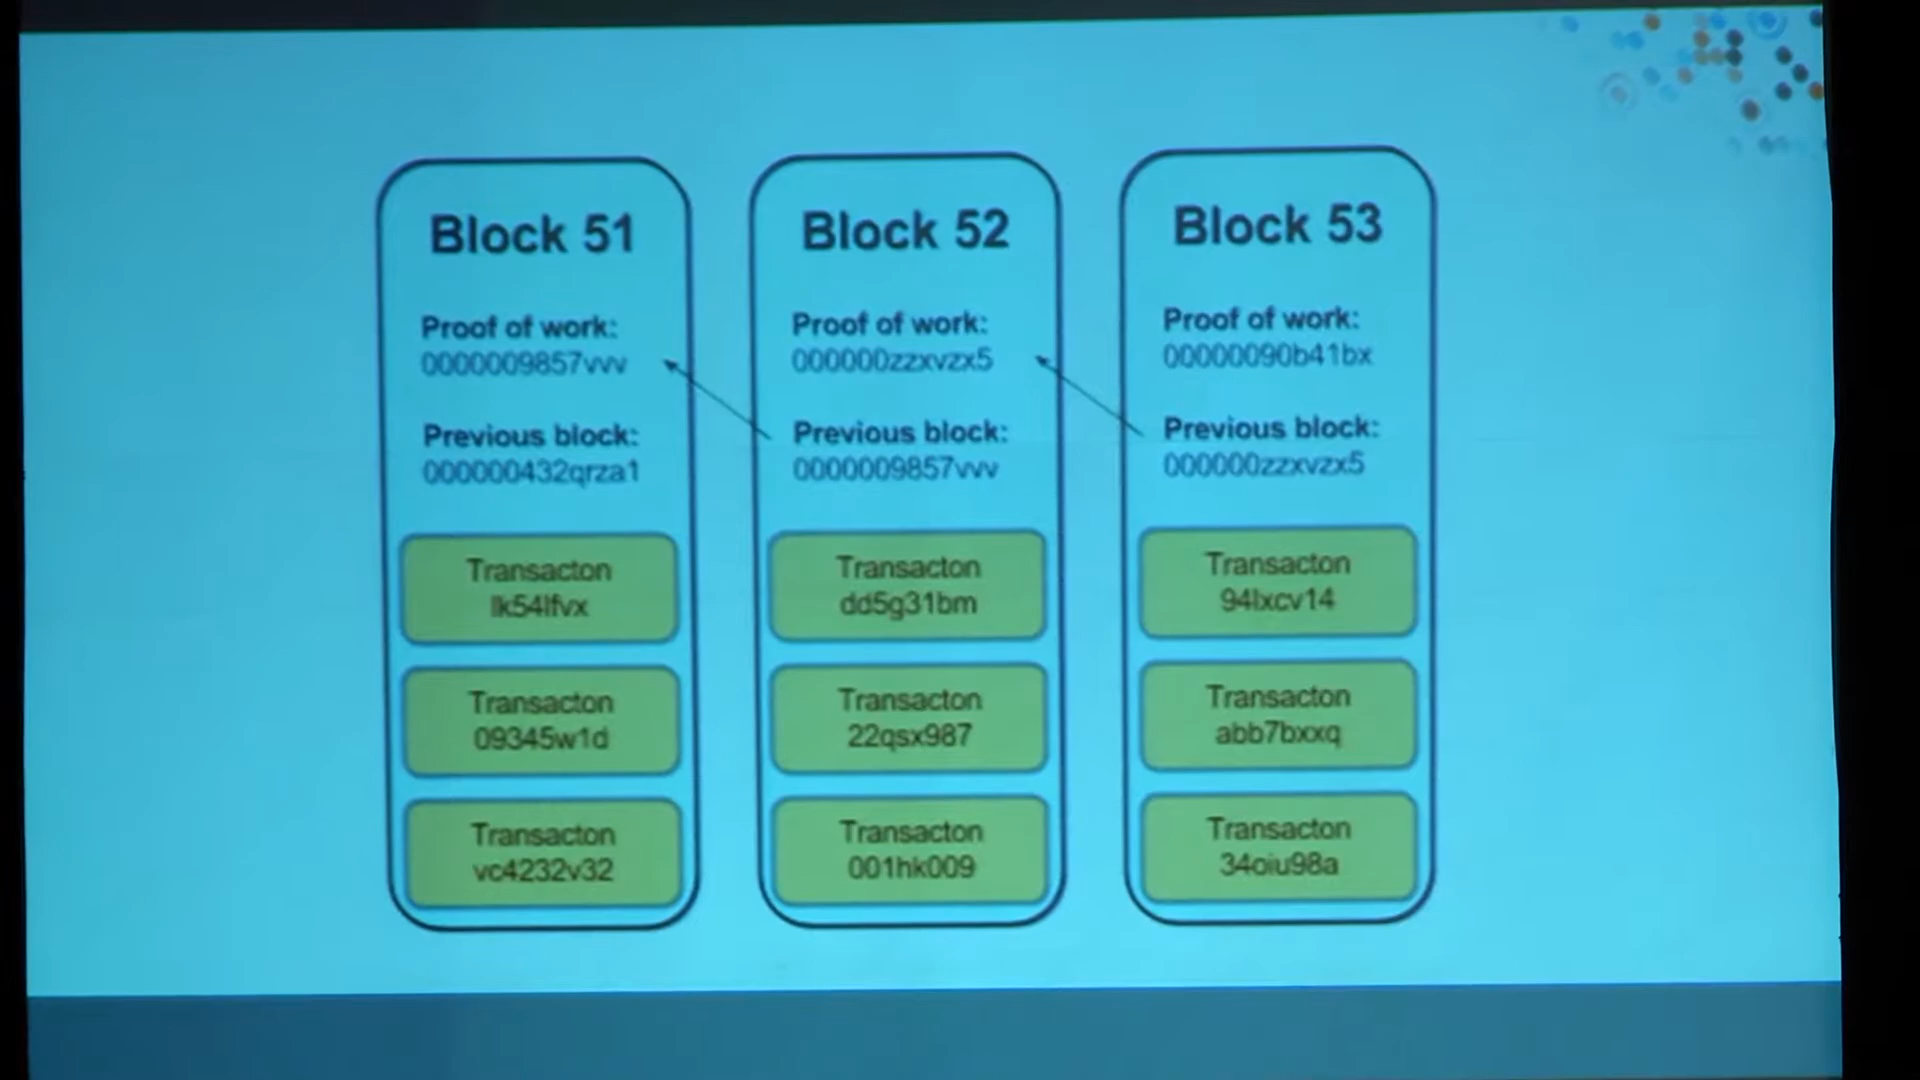 Block 51
Proof of work:
0000009857vvv
Previous block:
000000432qrza1
Transacton
lk54lfvx
Transacton
09345w1d
Transacton
vc4232v32
Block 52
Proof of work:
000000zzxvzx5
Previous block:
0000009857vvv
Transacton
dd5g31bm
Transacton
22qsx987
Transacton
001hk009
Block 53
Proof of work:
00000090b41bx
Previous block:
000000zzxvzx5
Transacton
94lxcv14
Transacton
abb7bxxq
Transacton
34oiu98a